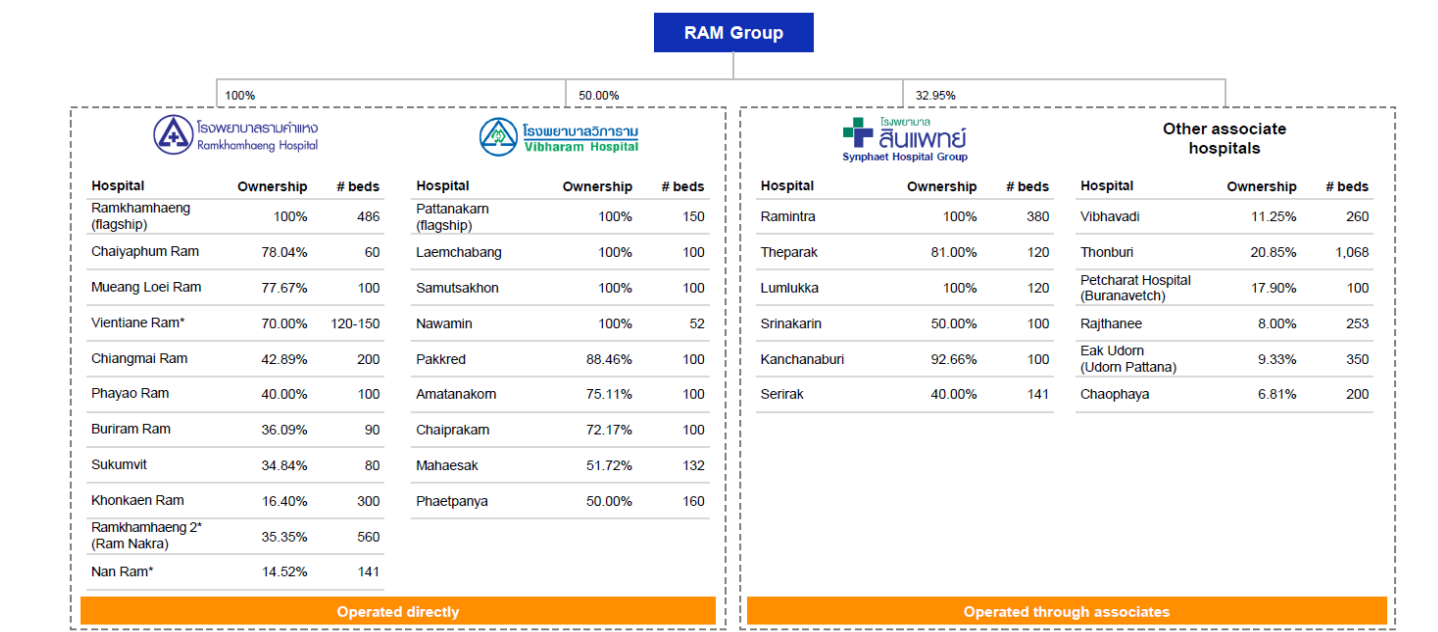 RAM Group
100%
50.00%
32.95%
โรงพยาบาลรามคำแหง
Ramkhamhaeng Hospital
Hospital Ownership # beds
Ramkhamhaeng
(flagship) 100% 486
Chaiyaphum Ram 78.04% 60
Mueang Loei Ram 77.67% 100
Vientiane Ram* 70.00% 120-150
Chiangmai Ram 42.89% 200
Phayao Ram 40.00% 100
Buriram Ram 36.09% 90
Sukumvit 34.84% 80
Khonkaen Ram 16.40% 300
Ramkhamhaeng 2*
(Ram Nakra) 35.35% 560
Nan Ram* 14.52% 141
โรงพยาบาลวิภาราม
Vibharam Hospital
Hospital Ownership # beds
Pattanakarn
(flagship) 100% 150
Laemchabang 100% 100
Samutsakhon 100% 100
Nawamin 100% 52
Pakkred 88.46% 100
Amatanakorn 75.11% 100
Chaiprakarn 72.17% 100
Mahaesak 51.72% 132
Phaetpanya 50.00% 160
Operated directly
โรงพยาบาล
สินแพทย์
Synphaet Hospital Group
Hospital Ownership # beds
Ramintra 100% 380
Theparak 81.00% 120
Lumlukka 100% 120
Srinakarin 50.00% 100
Kanchanaburi 92.66% 100
Serirak 40.00% 141
Other associate
hospitals
Hospital Ownership # beds
Vibhavadi 11.25% 260
Thonburi 20.85% 1,068
Petcharat Hospital
(Buranavetch) 17.90% 100
Rajthanee 8.00% 253
Eak Udorn
(Udorn Pattana) 9.33% 350
Chaophaya 6.81% 200
Operated through associates